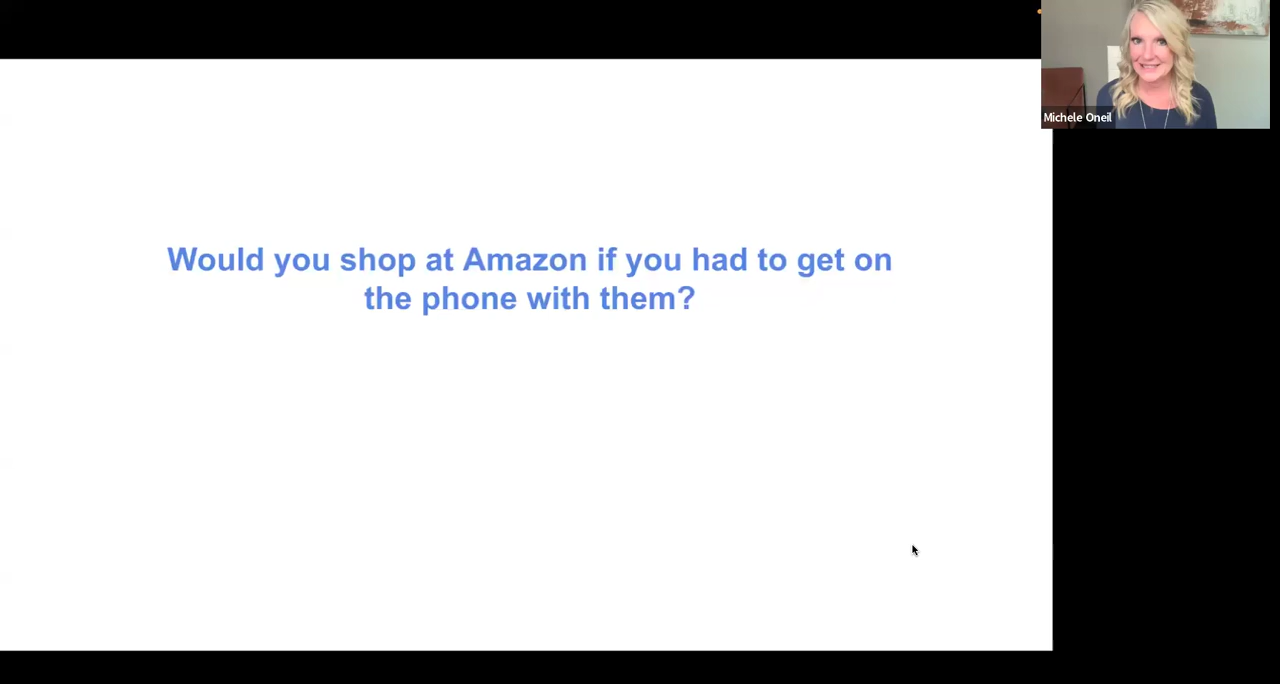 Michele Oneil
Would you shop at Amazon if you had to get on
the phone with them?